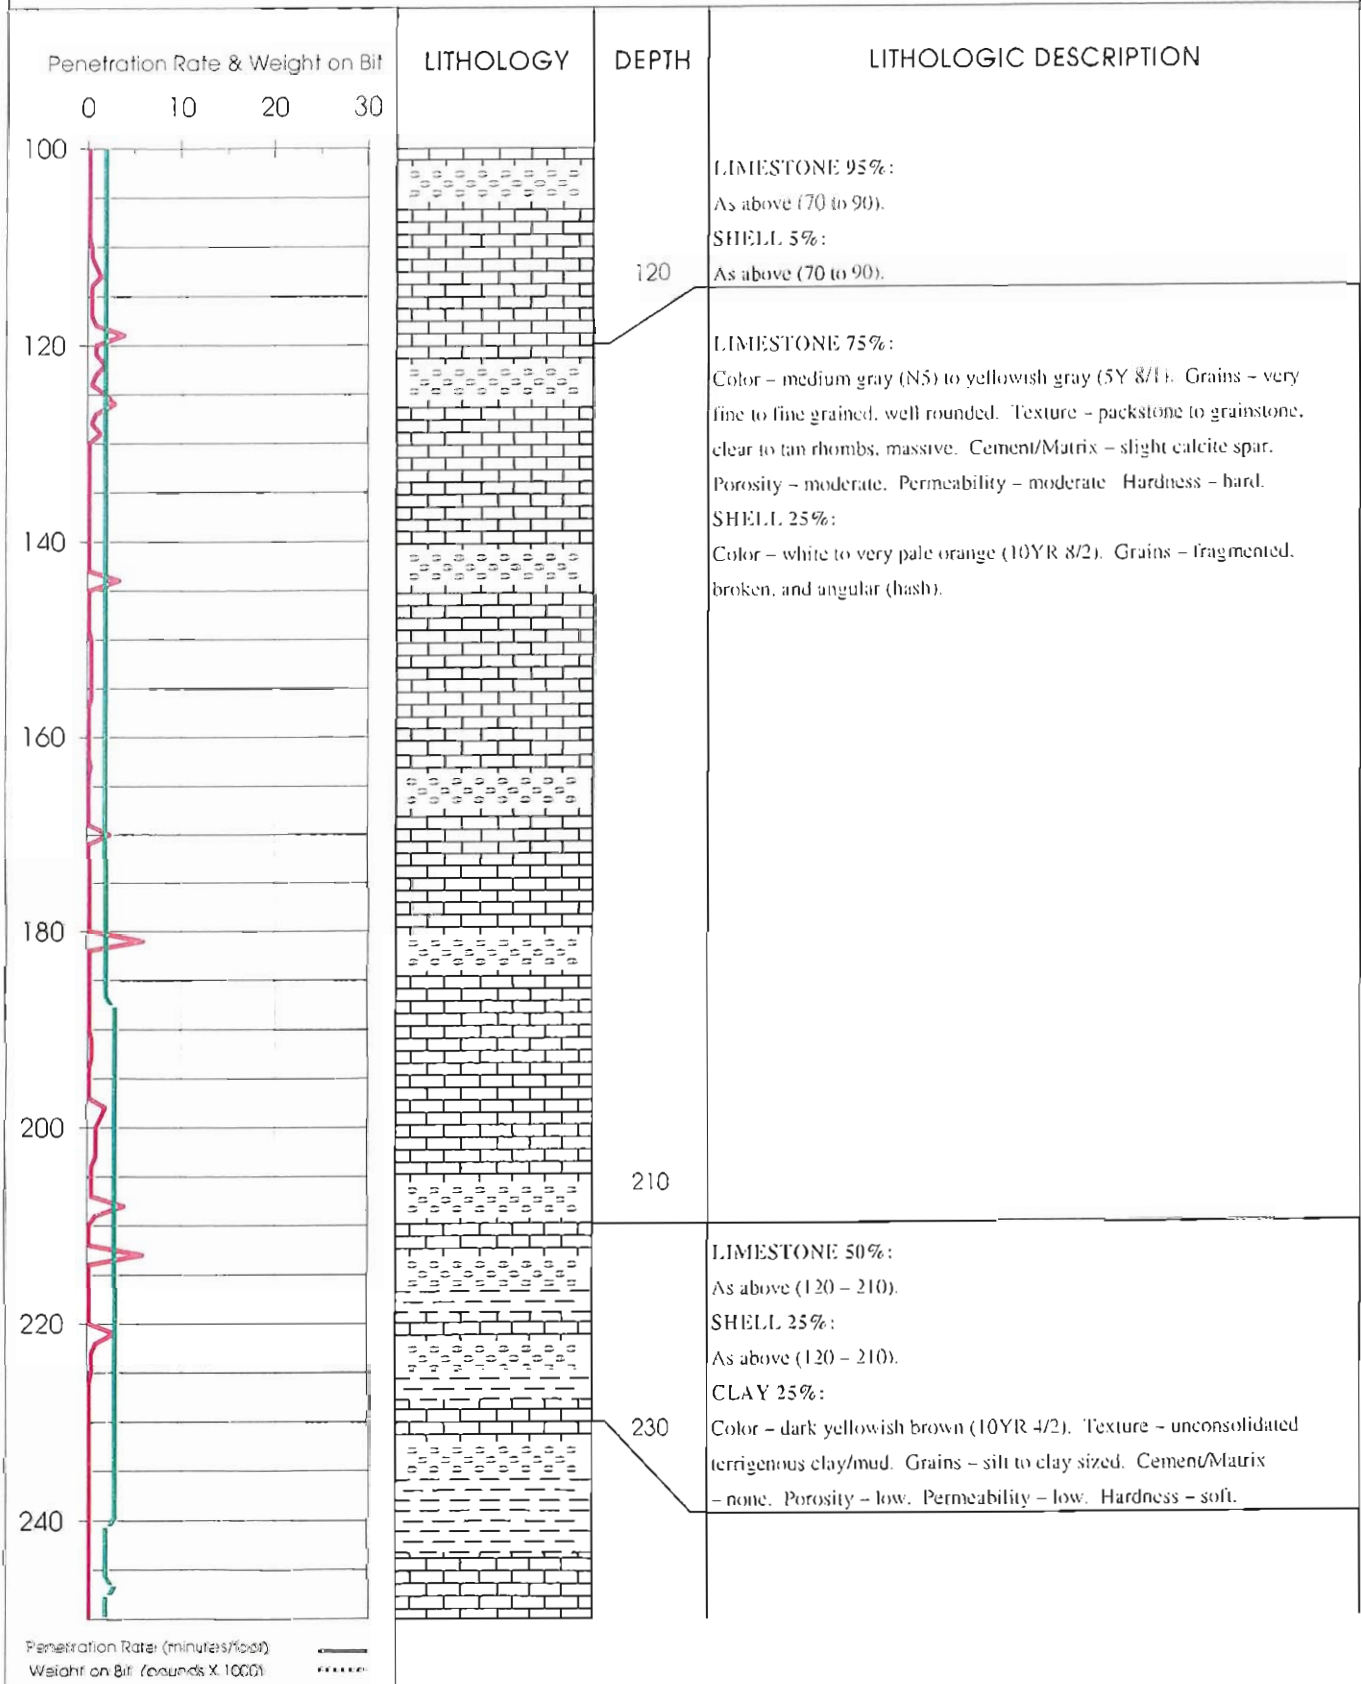 Penetration Rate & Weight on Bit
LITHOLOGY
DEPTH
LITHOLOGIC DESCRIPTION
0 10 20 30
100
120
140
160
180
200
220
240
120
210
230
LIMESTONE 95%:
As above (70 to 90).
SHELL 5%:
As above (70 to 90).
LIMESTONE 75%:
Color – medium gray (N5) to yellowish gray (5Y 8/1). Grains – very
fine to fine grained, well rounded. Texture – packstone to grainstone,
clear to tan rhombs, massive. Cement/Matrix – slight calcite spar.
Porosity – moderate. Permeability – moderate Hardness – hard.
SHELL 25%:
Color – white to very pale orange (10YR 8/2). Grains – fragmented,
broken, and angular (hash).
LIMESTONE 50%:
As above (120 – 210).
SHELL 25%:
As above (120 – 210).
CLAY 25%:
Color – dark yellowish brown (10YR 4/2). Texture – unconsolidated
terrigenous clay/mud. Grains – silt to clay sized. Cement/Matrix
– none. Porosity – low. Permeability – low. Hardness – soft.
Penetration Rate (minutes/foot)
Weight on Bit (pounds X 1000)